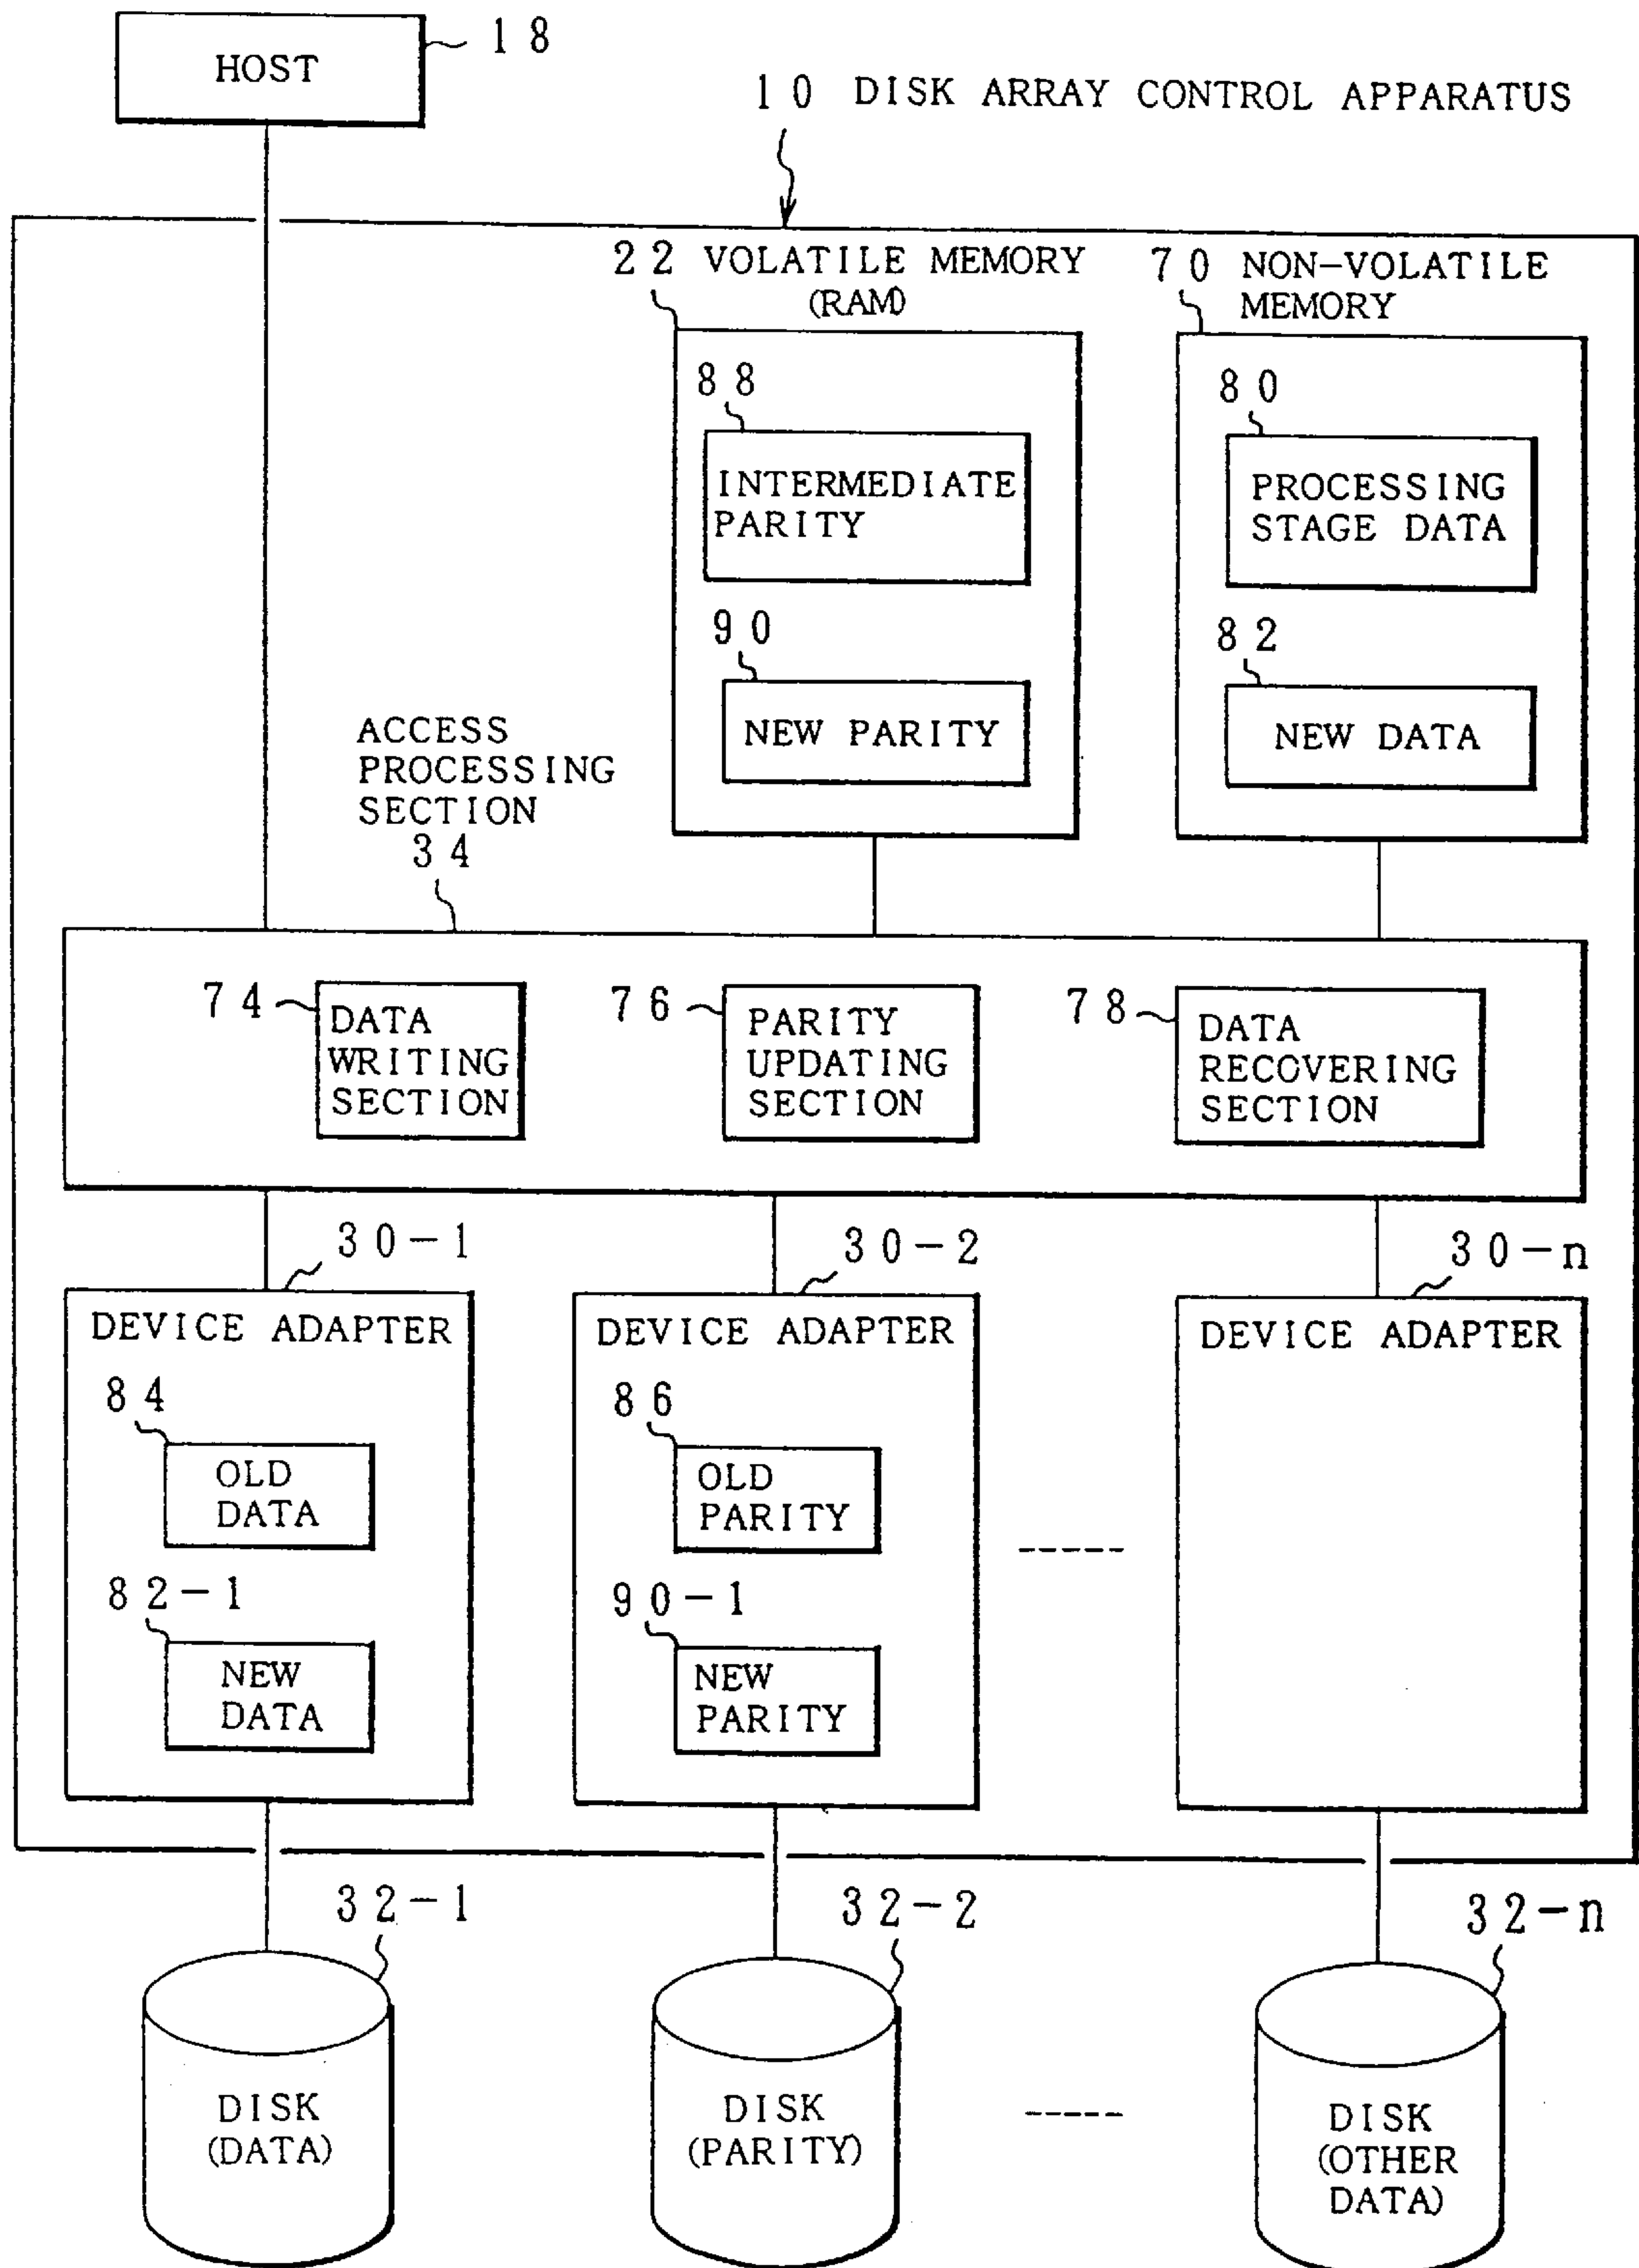 HOST
18
10 DISK ARRAY CONTROL APPARATUS
22 VOLATILE MEMORY
(RAM)
70 NON-VOLATILE
MEMORY
88
INTERMEDIATE
PARITY
90
NEW PARITY
80
PROCESSING
STAGE DATA
82
NEW DATA
ACCESS
PROCESSING
SECTION
34
74
DATA
WRITING
SECTION
76
PARITY
UPDATING
SECTION
78
DATA
RECOVERING
SECTION
30-1
DEVICE ADAPTER
84
OLD
DATA
82-1
NEW
DATA
30-2
DEVICE ADAPTER
86
OLD
PARITY
90-1
NEW
PARITY
30-n
DEVICE ADAPTER
32-1
DISK
(DATA)
32-2
DISK
(PARITY)
32-n
DISK
(OTHER
DATA)